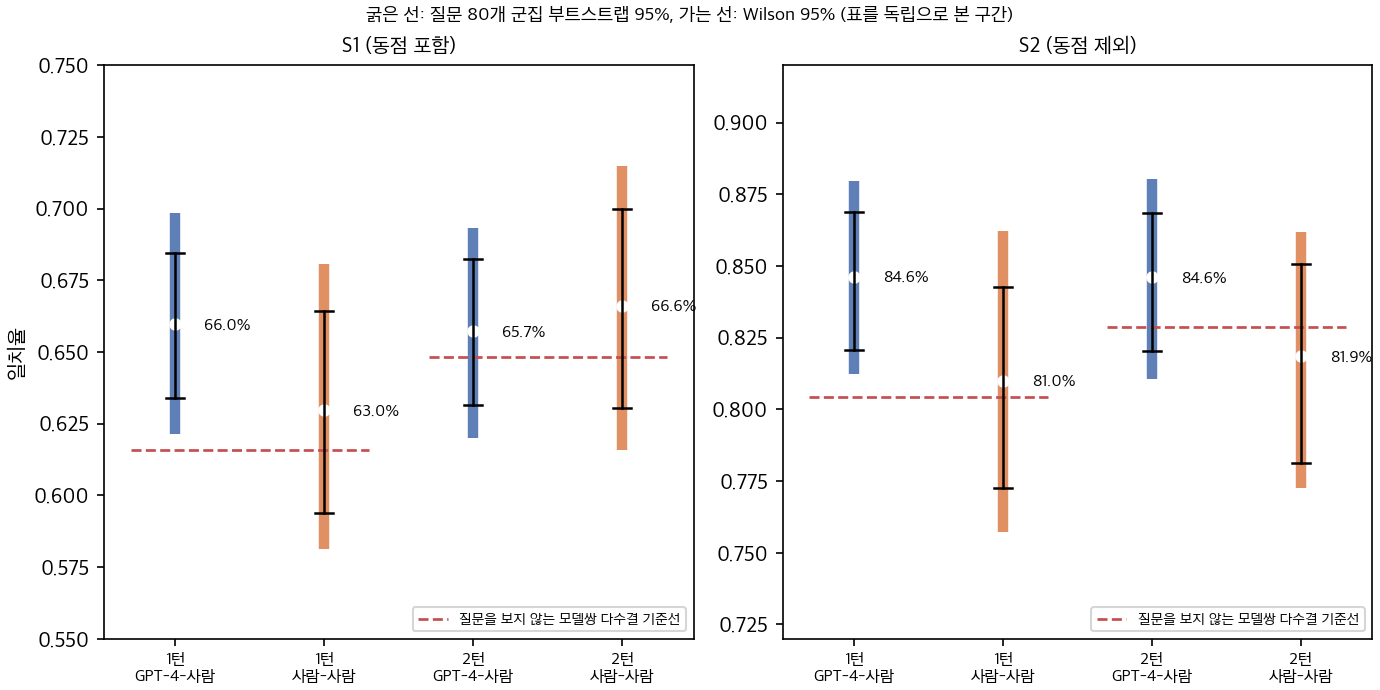 굵은 선: 질문 80개 군집 부트스트랩 95%, 가는 선: Wilson 95% (표를 독립으로 본 구간)
S1 (동점 포함)
일치율
0.750
0.725
0.700
0.675
0.650
0.625
0.600
0.575
0.550
66.0%
63.0%
65.7%
66.6%
질문을 보지 않는 모델쌍 다수결 기준선
1턴
GPT-4-사람
1턴
사람-사람
2턴
GPT-4-사람
2턴
사람-사람
S2 (동점 제외)
0.900
0.875
0.850
0.825
0.800
0.775
0.750
0.725
84.6%
81.0%
84.6%
81.9%
질문을 보지 않는 모델쌍 다수결 기준선
1턴
GPT-4-사람
1턴
사람-사람
2턴
GPT-4-사람
2턴
사람-사람